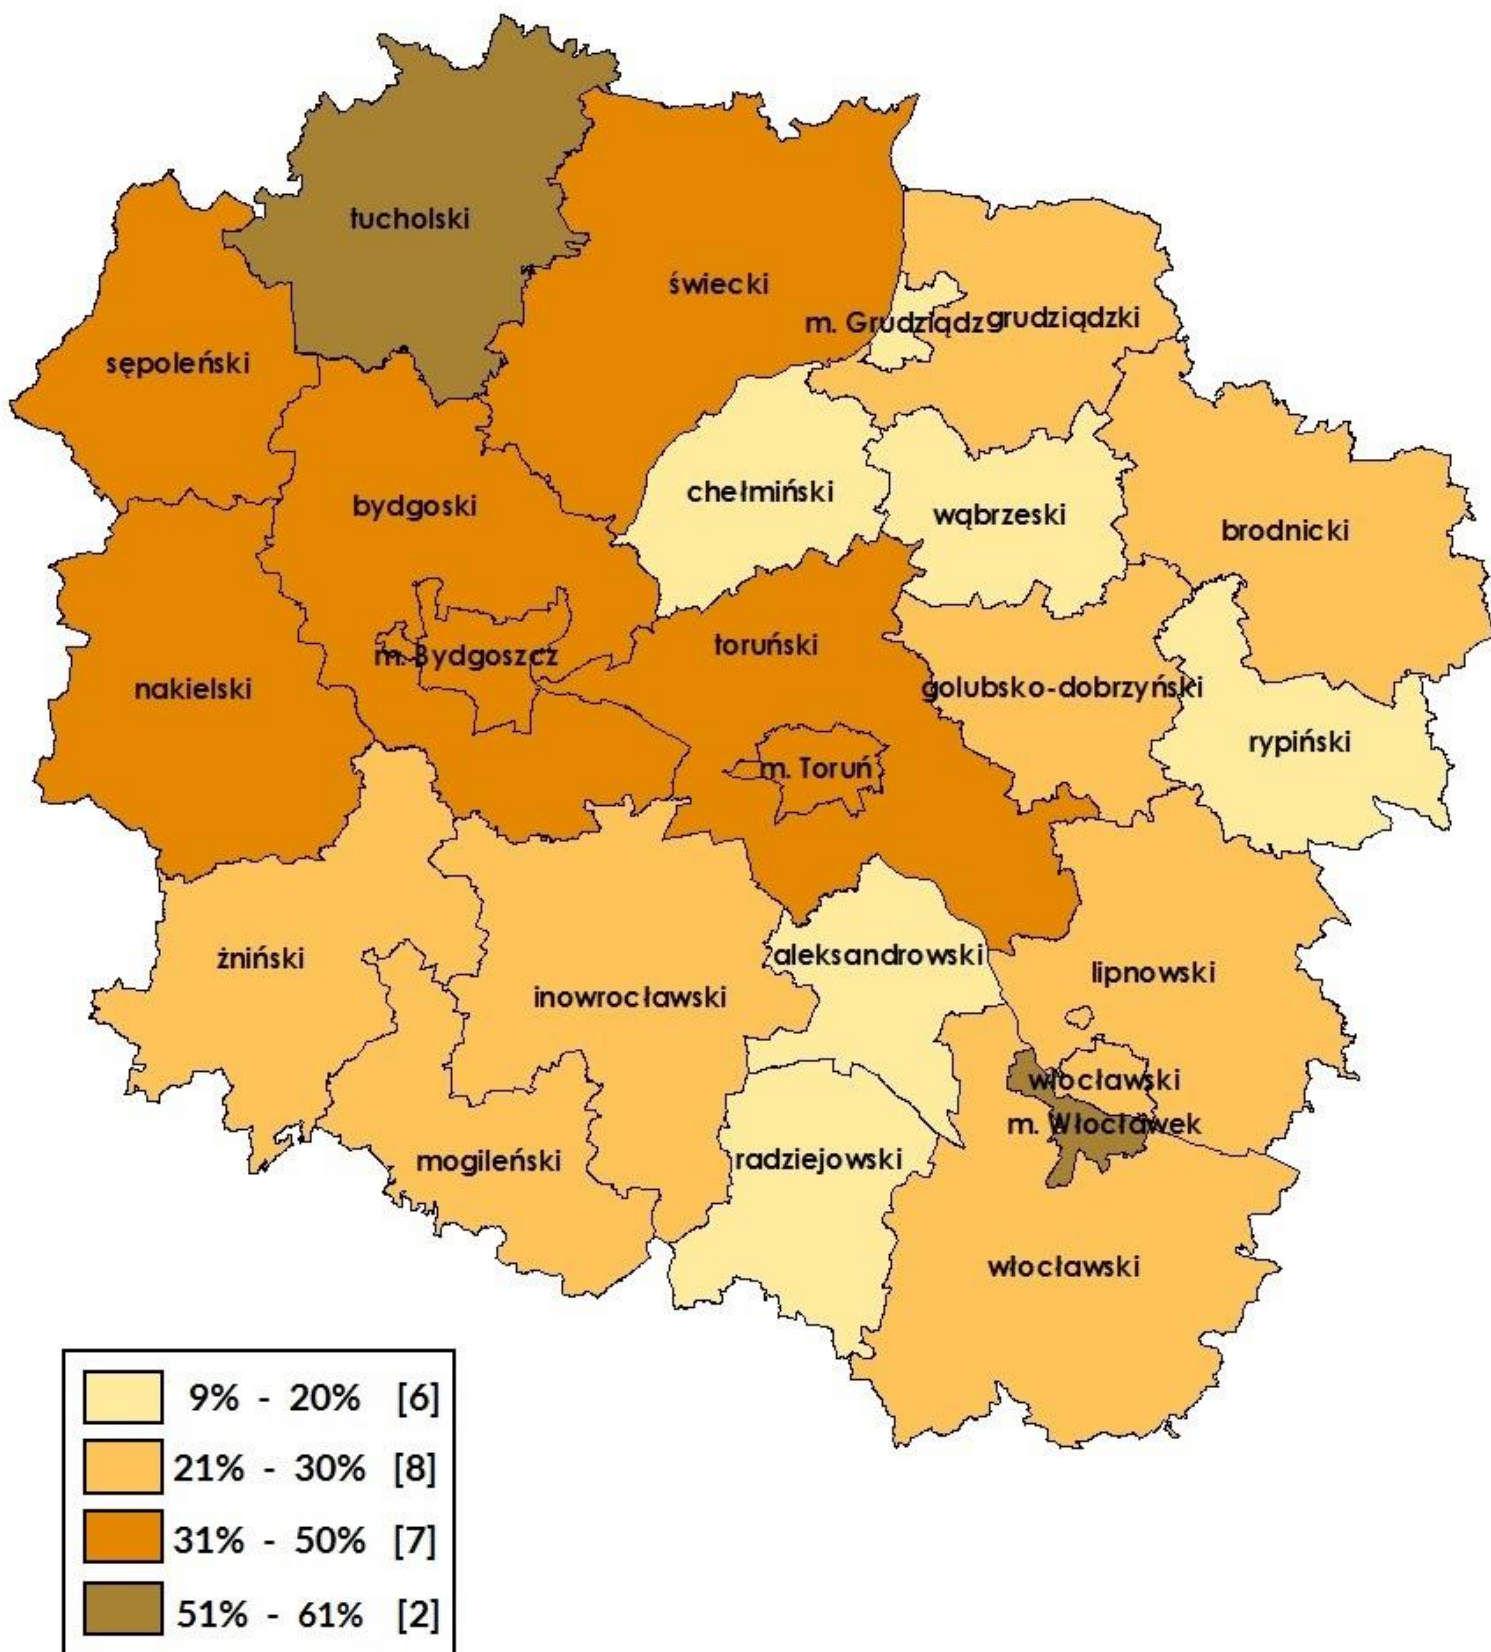 tucholski
świecki
m. Grudziądz
grudziądzki
sępoleński
chełmiński
bydgoski
wąbrzeski
brodnicki
toruński
m. Bydgoszcz
nakielski
golubsko-dobrzyński
rypiński
m. Toruń
żniński
aleksandrowski
lipnowski
inowrocławski
włocławski
m. Włocławek
mogileński
radziejowski
włocławski
9% - 20% [6]
21% - 30% [8]
31% - 50% [7]
51% - 61% [2]